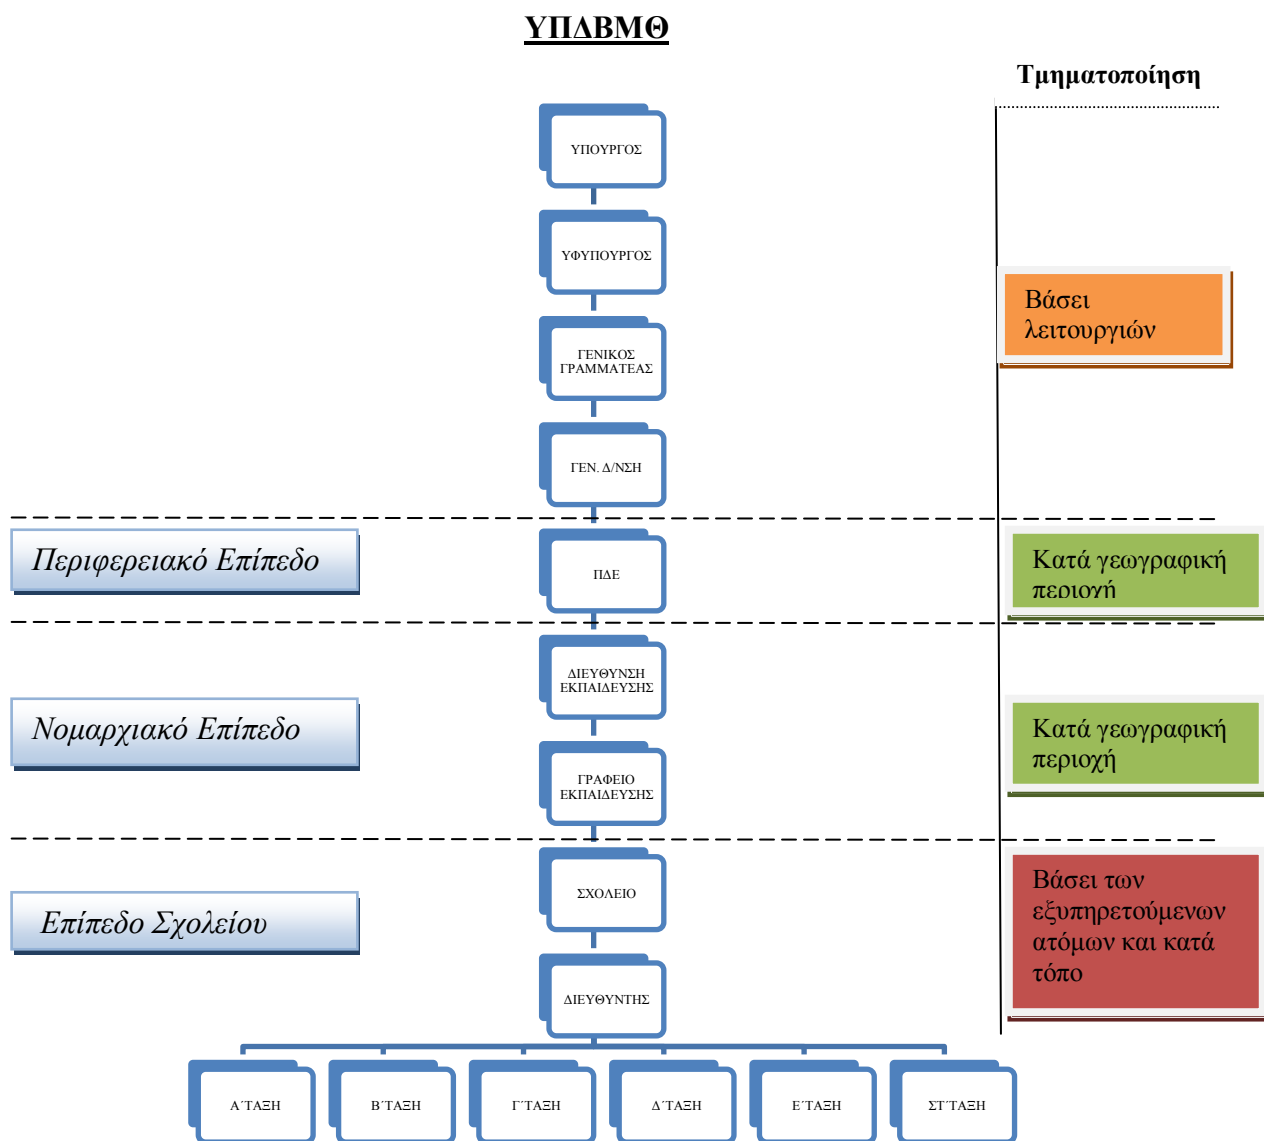 ΥΠΔΒΜΘ
Τμηματοποίηση
ΥΠΟΥΡΓΟΣ
ΥΦΥΠΟΥΡΓΟΣ
Βάσει
λειτουργιών
ΓΕΝΙΚΟΣ
ΓΡΑΜΜΑΤΕΑΣ
ΓΕΝ. Δ/ΝΣΗ
Περιφερειακό Επίπεδο
ΠΔΕ
Κατά γεωγραφική
περιοχή
ΔΙΕΥΘΥΝΣΗ
ΕΚΠΑΙΔΕΥΣΗΣ
Νομαρχιακό Επίπεδο
Κατά γεωγραφική
περιοχή
ΓΡΑΦΕΙΟ
ΕΚΠΑΙΔΕΥΣΗΣ
ΣΧΟΛΕΙΟ
Επίπεδο Σχολείου
Βάσει των
εξυπηρετούμενων
ατόμων και κατά
τόπο
ΔΙΕΥΘΥΝΤΗΣ
Α΄ΤΑΞΗ
Β΄ΤΑΞΗ
Γ΄ΤΑΞΗ
Δ΄ΤΑΞΗ
Ε΄ΤΑΞΗ
ΣΤ΄ΤΑΞΗ